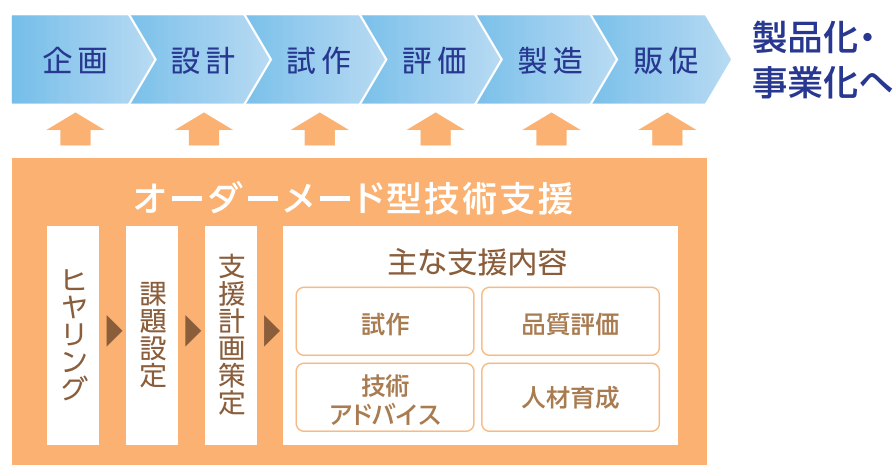 企画
設計
試作
評価
製造
販促
製品化・
事業化へ
オーダーメード型技術支援
ヒヤリング
課題設定
支援計画策定
主な支援内容
試作
品質評価
技術
アドバイス
人材育成